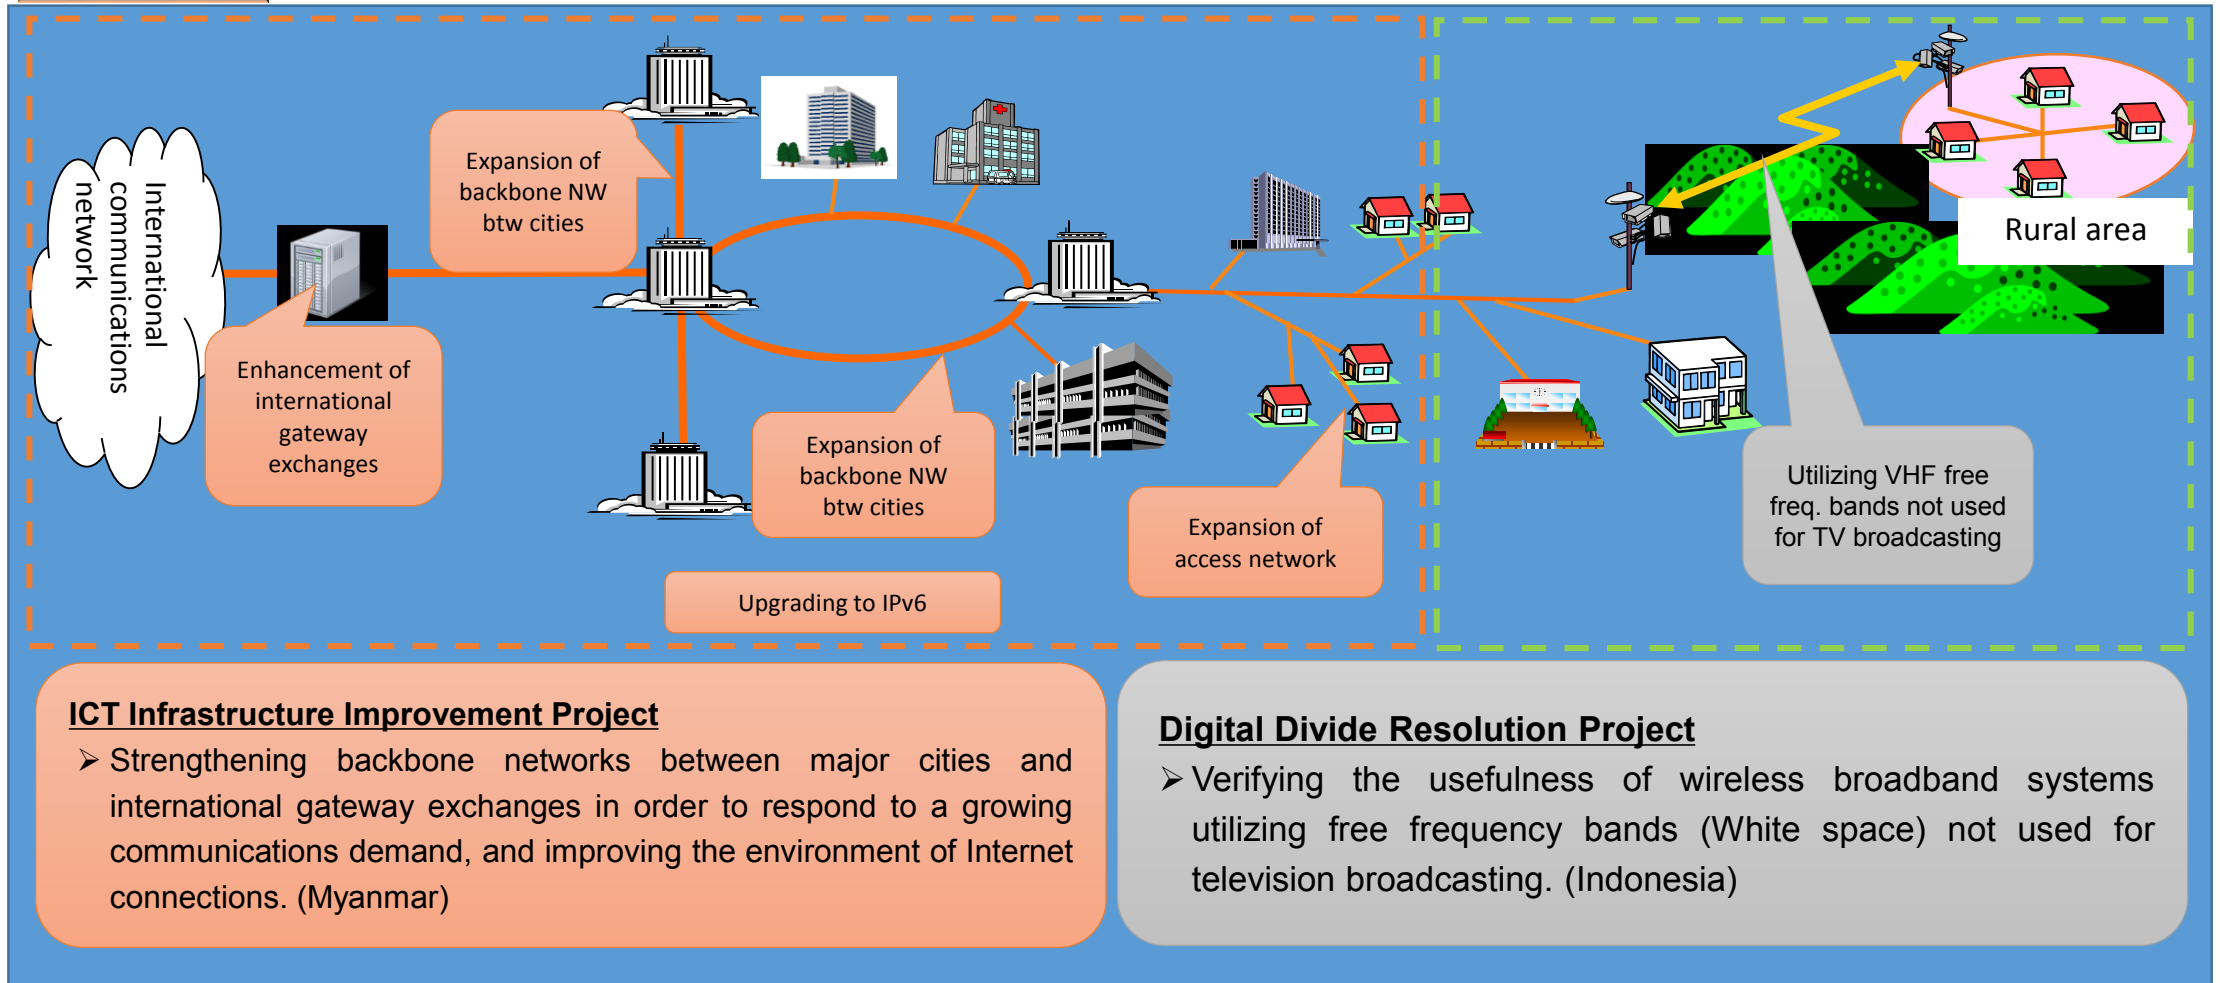 International
communications
network
Expansion of
backbone NW
btw cities
Enhancement of
international
gateway
exchanges
Expansion of
backbone NW
btw cities
Upgrading to IPv6
Expansion of
access network
Rural area
Utilizing VHF free
freq. bands not used
for TV broadcasting
ICT Infrastructure Improvement Project
➢ Strengthening backbone networks between major cities and
international gateway exchanges in order to respond to a growing
communications demand, and improving the environment of Internet
connections. (Myanmar)
Digital Divide Resolution Project
➢ Verifying the usefulness of wireless broadband systems
utilizing free frequency bands (White space) not used for
television broadcasting. (Indonesia)